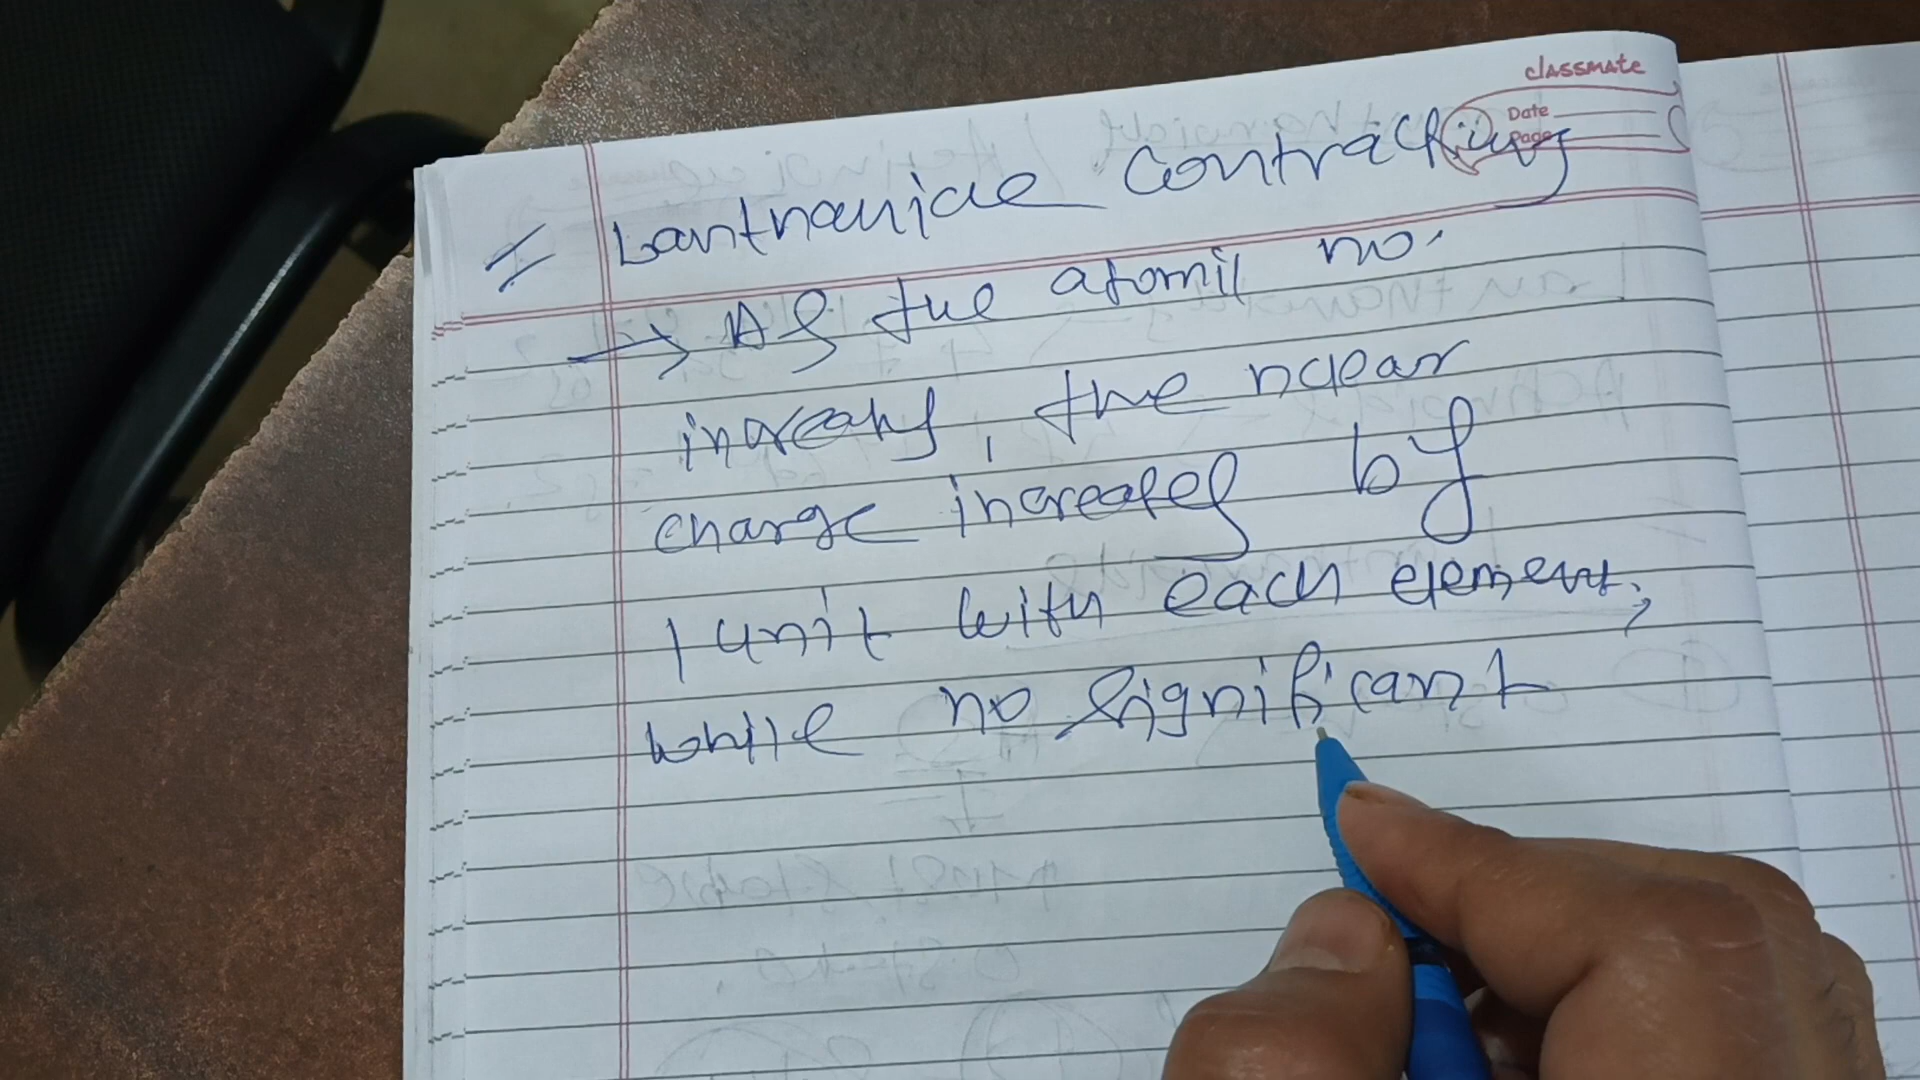 classmate
Date
Page
Lanthanide Contraction
→ As the atomic no.
increases, the nclear
charge increases by
1 unit with each element,
while no significant